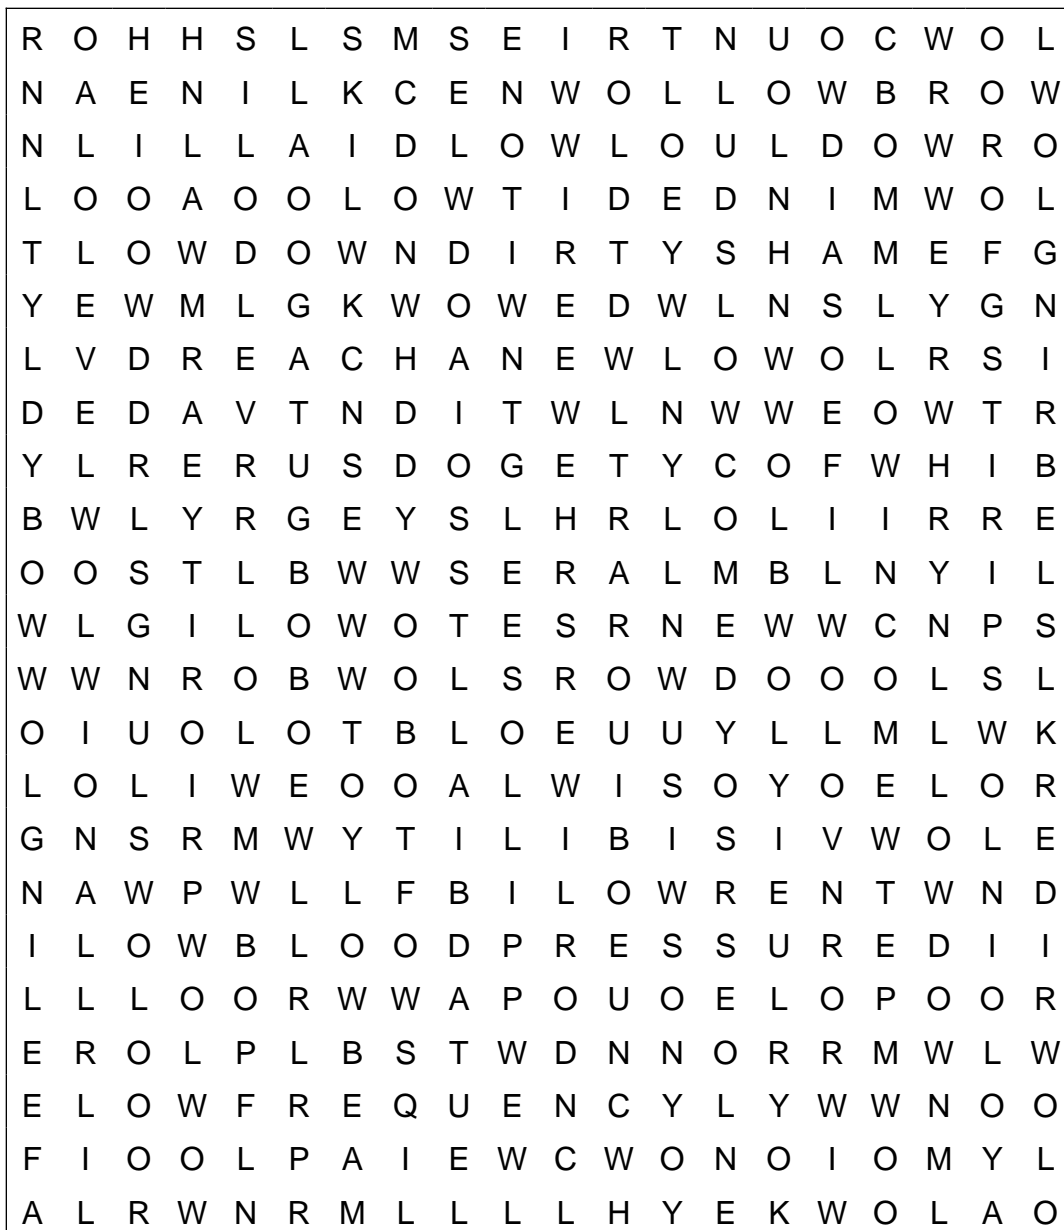 R O H H S L S M S E I R T N U O C W O L
N A E N I L K C E N W O L L O W B R O W
N L I L L A I D L O W L O U L D O W R O
L O O A O O L O W T I D E D N I M W O L
T L O W D O W N D I R T Y S H A M E F G
Y E W M L G K W O W E D W L N S L Y G N
L V D R E A C H A N E W L O W O L R S I
D E D A V T N D I T W L N W W E O W T R
Y L R E R U S D O G E T Y C O F W H I B
B W L Y R G E Y S L H R L O L I I R R E
O O S T L B W W S E R A L M B L N Y I L
W L G I L O W O T E S R N E W W C N P S
W W N R O B W O L S R O W D O O O L S L
O I U O L O T B L O E U U Y L L M L W K
L O L I W E O O A L W I S O Y O E L O R
G N S R M W Y T I L I B I S I V W O L E
N A W P W L L F B I L O W R E N T W N D
I L O W B L O O D P R E S S U R E D I I
L L L O O R W W A P O U O E L O P O O R
E R O L P L B S T W D N N O R R M W L W
E L O W F R E Q U E N C Y L Y W W N O O
F I O O L P A I E W C W O N O I O M Y L
A L R W N R M L L L L H Y E K W O L A O